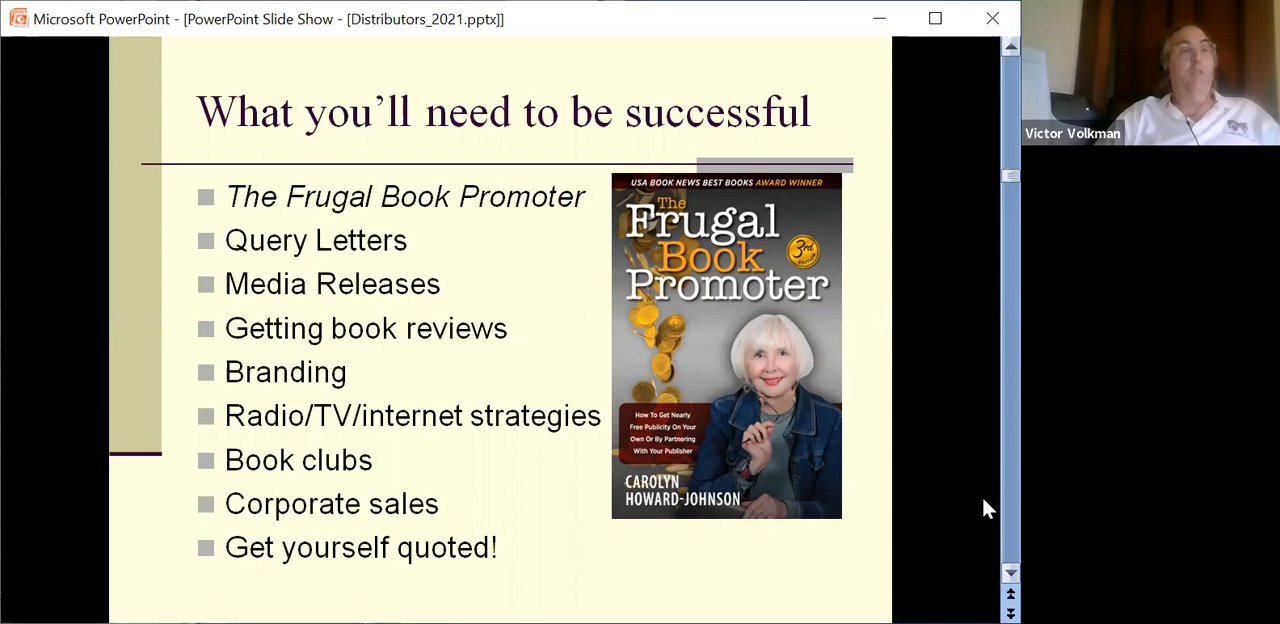 Microsoft PowerPoint - [PowerPoint Slide Show - [Distributors_2021.pptx]]
What you’ll need to be successful
The Frugal Book Promoter
Query Letters
Media Releases
Getting book reviews
Branding
Radio/TV/internet strategies
Book clubs
Corporate sales
Get yourself quoted!
USA BOOK NEWS BEST BOOKS AWARD WINNER
The
Frugal
Book
Promoter
3rd
EDITION
How To Get Nearly
Free Publicity On Your
Own Or By Partnering
With Your Publisher
CAROLYN
HOWARD-JOHNSON
Victor Volkman